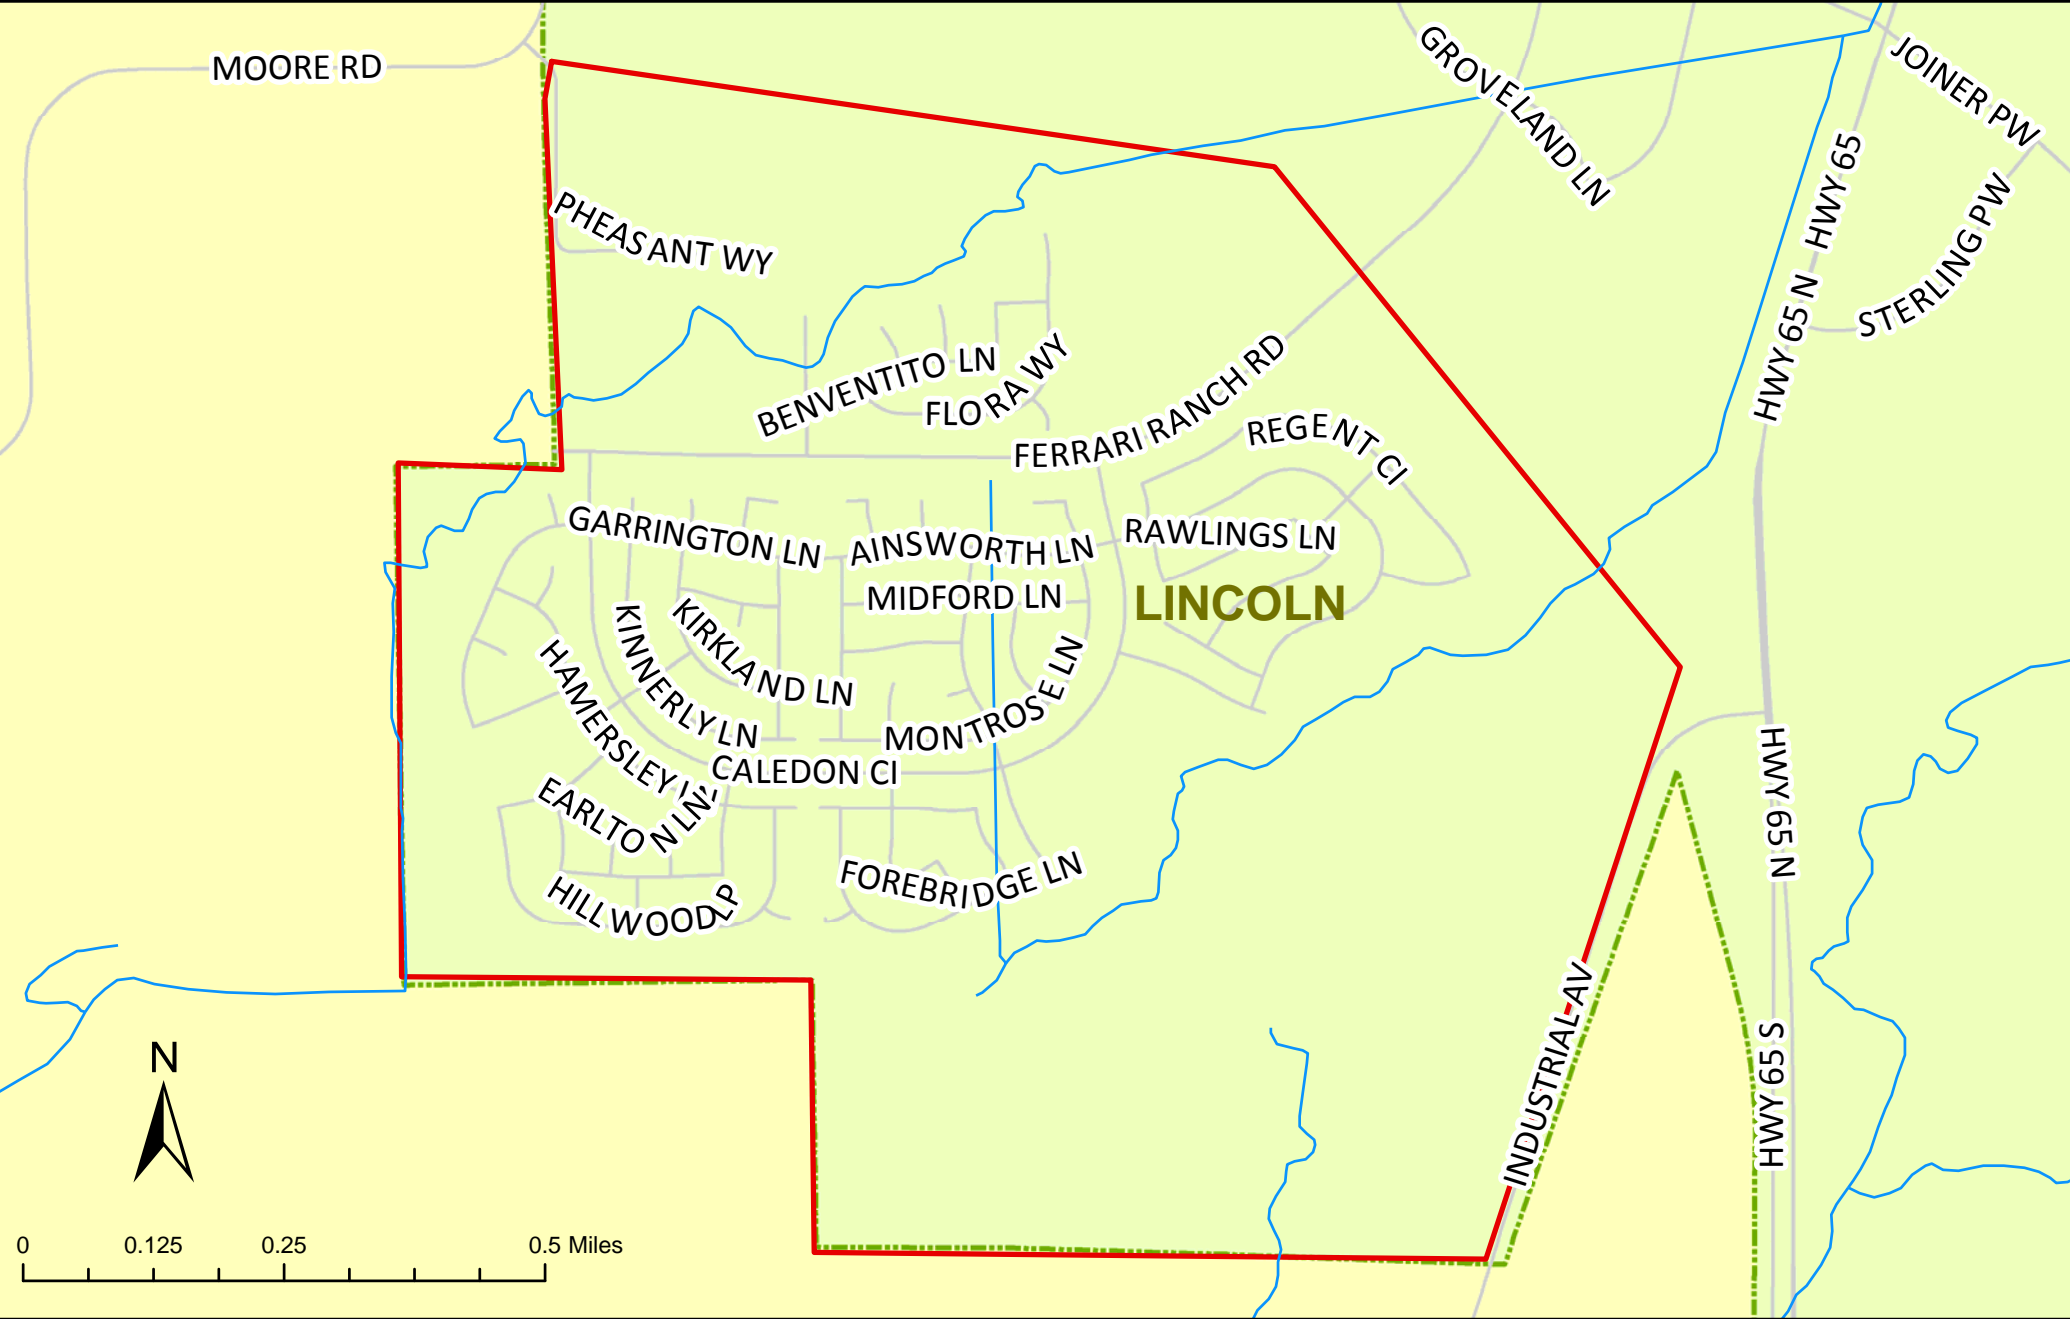 MOORE RD
GROVELAND LN
JOINER PW
HWY 65
STERLING PW
PHEASANT WY
HWY 65 N
BENVENTITO LN
FLORA WY
FERRARI RANCH RD
REGENT CI
GARRINGTON LN
AINSWORTH LN
RAWLINGS LN
MIDFORD LN
LINCOLN
KIRKLAND LN
KINNERLY LN
HAMERSLEY LN
MONTROSE LN
CALEDON CI
HWY 65 N
EARLTON LN
FOREBRIDGE LN
HILLWOOD LP
INDUSTRIAL AV
HWY 65 S
N
0 0.125 0.25 0.5 Miles